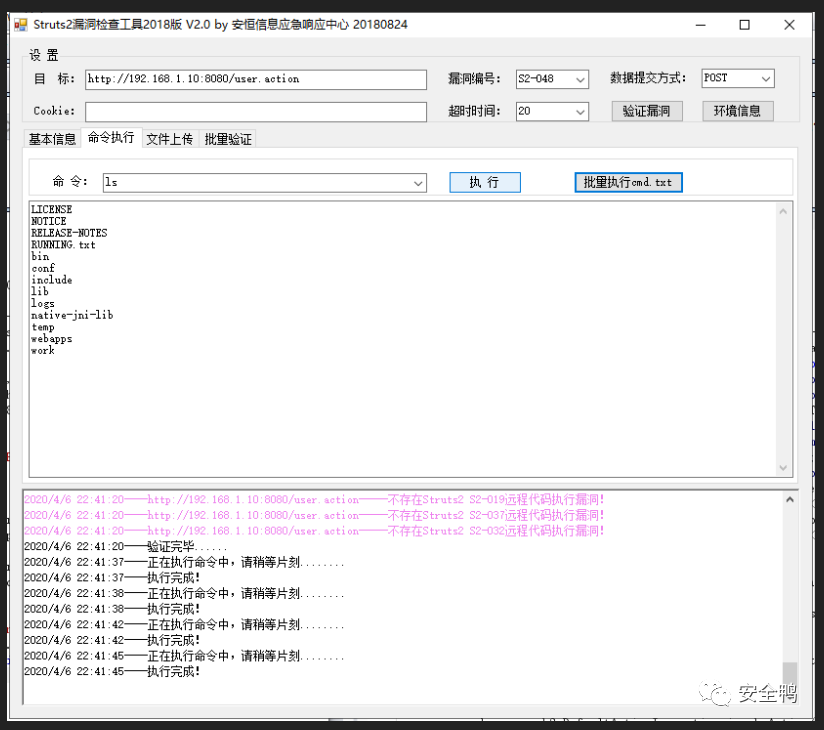 Struts2漏洞检查工具2018版 V2.0 by 安恒信息应急响应中心 20180824
设 置
目 标： http://192.168.1.10:8080/user.action 漏洞编号： S2-048 数据提交方式： POST
Cookie: 超时时间： 20 验证漏洞 环境信息
基本信息 命令执行 文件上传 批量验证
命 令： ls 执 行 批量执行cmd.txt
LICENSE
NOTICE
RELEASE-NOTES
RUNNING.txt
bin
conf
include
lib
logs
native-jni-lib
temp
webapps
work
2020/4/6 22:41:20——http://192.168.1.10:8080/user.action——不存在Struts2 S2-019远程代码执行漏洞!
2020/4/6 22:41:20——http://192.168.1.10:8080/user.action——不存在Struts2 S2-037远程代码执行漏洞!
2020/4/6 22:41:20——http://192.168.1.10:8080/user.action——不存在Struts2 S2-032远程代码执行漏洞!
2020/4/6 22:41:20——验证完毕......
2020/4/6 22:41:37——正在执行命令中，请稍等片刻........
2020/4/6 22:41:37——执行完成!
2020/4/6 22:41:38——正在执行命令中，请稍等片刻........
2020/4/6 22:41:38——执行完成!
2020/4/6 22:41:42——正在执行命令中，请稍等片刻........
2020/4/6 22:41:42——执行完成!
2020/4/6 22:41:45——正在执行命令中，请稍等片刻........
2020/4/6 22:41:45——执行完成!
安全鸭